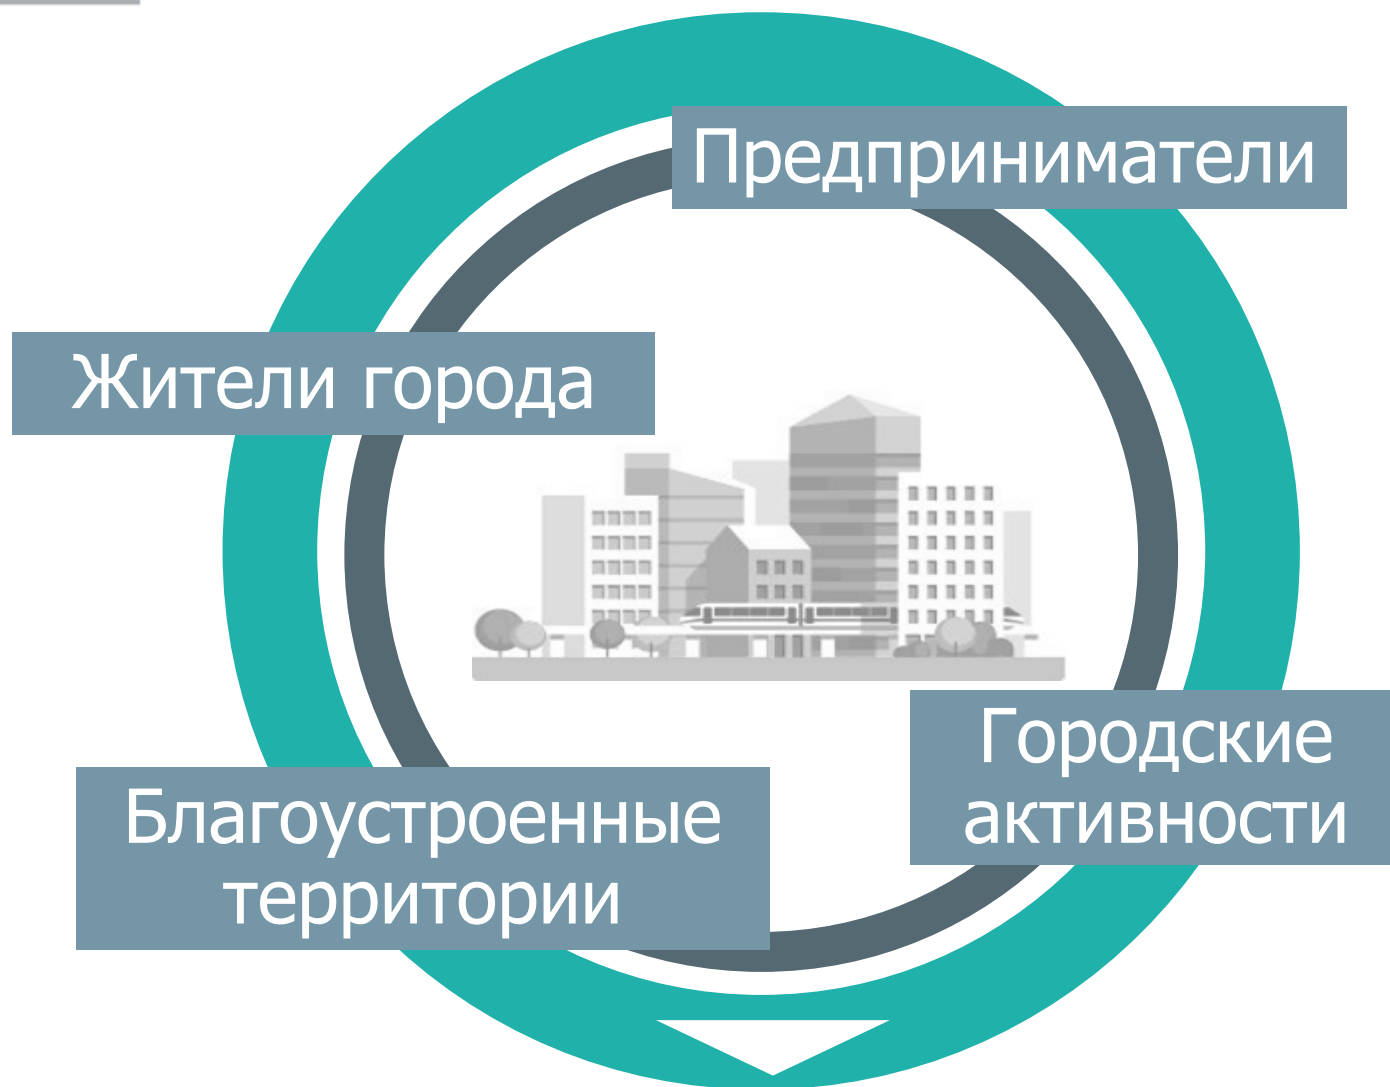 Предприниматели
Жители города
Городские
активности
Благоустроенные
территории